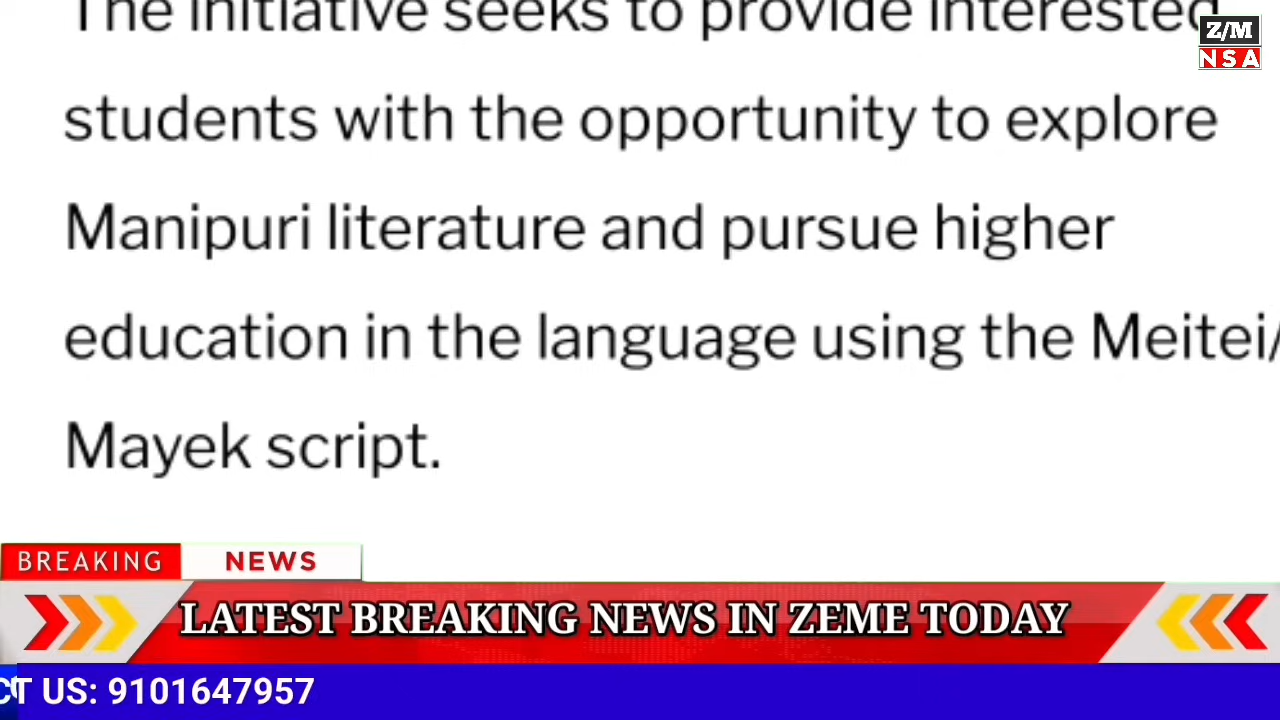 The initiative seeks to provide interested
students with the opportunity to explore
Manipuri literature and pursue higher
education in the language using the Meitei/
Mayek script.
Z/M
NSA
BREAKING NEWS
LATEST BREAKING NEWS IN ZEME TODAY
CT US: 9101647957